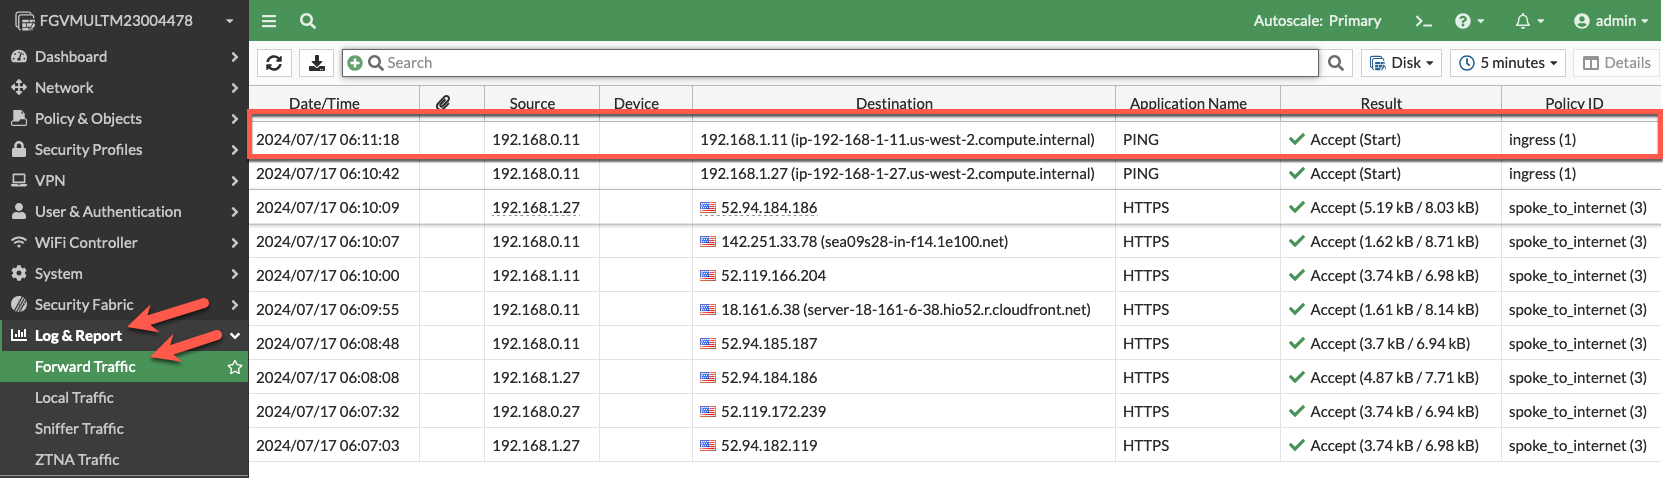 FGVMULTM23004478
Autoscale: Primary
>_
admin
Dashboard
Network
Policy & Objects
Security Profiles
VPN
User & Authentication
WiFi Controller
System
Security Fabric
Log & Report
Forward Traffic
Local Traffic
Sniffer Traffic
ZTNA Traffic
Search
Disk
5 minutes
Details
Date/Time Source Device Destination Application Name Result Policy ID
2024/07/17 06:11:18 192.168.0.11 192.168.1.11 (ip-192-168-1-11.us-west-2.compute.internal) PING Accept (Start) ingress (1)
2024/07/17 06:10:42 192.168.0.11 192.168.1.27 (ip-192-168-1-27.us-west-2.compute.internal) PING Accept (Start) ingress (1)
2024/07/17 06:10:09 192.168.1.27 52.94.184.186 HTTPS Accept (5.19 kB / 8.03 kB) spoke_to_internet (3)
2024/07/17 06:10:07 192.168.0.11 142.251.33.78 (sea09s28-in-f14.1e100.net) HTTPS Accept (1.62 kB / 8.71 kB) spoke_to_internet (3)
2024/07/17 06:10:00 192.168.1.11 52.119.166.204 HTTPS Accept (3.74 kB / 6.98 kB) spoke_to_internet (3)
2024/07/17 06:09:55 192.168.0.11 18.161.6.38 (server-18-161-6-38.hio52.r.cloudfront.net) HTTPS Accept (1.61 kB / 8.14 kB) spoke_to_internet (3)
2024/07/17 06:08:48 192.168.0.11 52.94.185.187 HTTPS Accept (3.7 kB / 6.94 kB) spoke_to_internet (3)
2024/07/17 06:08:08 192.168.1.27 52.94.184.186 HTTPS Accept (4.87 kB / 7.71 kB) spoke_to_internet (3)
2024/07/17 06:07:32 192.168.0.27 52.119.172.239 HTTPS Accept (3.74 kB / 6.94 kB) spoke_to_internet (3)
2024/07/17 06:07:03 192.168.1.27 52.94.182.119 HTTPS Accept (3.74 kB / 6.98 kB) spoke_to_internet (3)